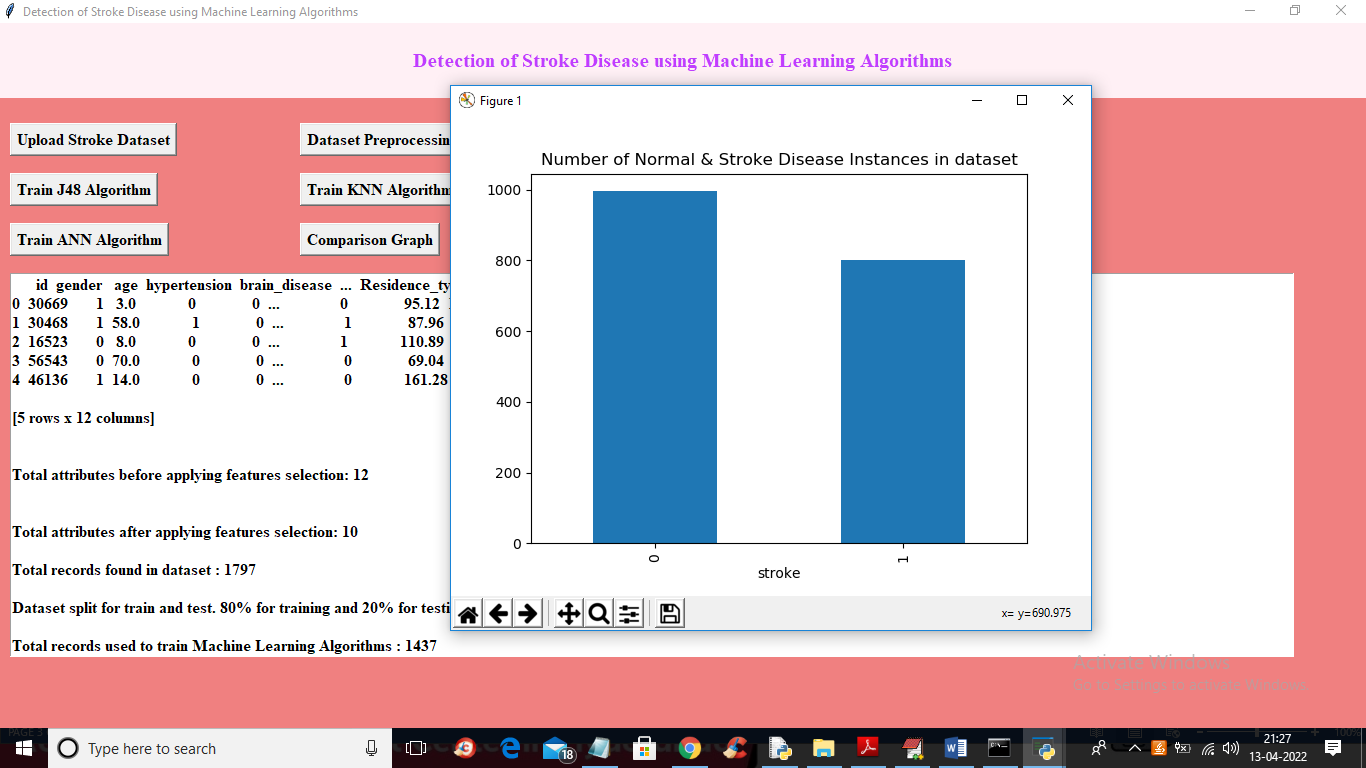 Detection of Stroke Disease using Machine Learning Algorithms
Detection of Stroke Disease using Machine Learning Algorithms
Upload Stroke Dataset
Dataset Preprocessin
Train J48 Algorithm
Train KNN Algorithm
Train ANN Algorithm
Comparison Graph
id gender age hypertension brain_disease ... Residence_ty
0 30669 1 3.0 0 0 ... 0 95.12
1 30468 1 58.0 1 0 ... 1 87.96
2 16523 0 8.0 0 0 ... 1 110.89
3 56543 0 70.0 0 0 ... 0 69.04
4 46136 1 14.0 0 0 ... 0 161.28
[5 rows x 12 columns]
Total attributes before applying features selection: 12
Total attributes after applying features selection: 10
Total records found in dataset : 1797
Dataset split for train and test. 80% for training and 20% for testi
Total records used to train Machine Learning Algorithms : 1437
Figure 1
Number of Normal & Stroke Disease Instances in dataset
1000
800
600
400
200
0
0 1
stroke
x= y=690.975
Activate Windows
Go to Settings to activate Windows.
PAGE 3
100%
Type here to search
18
21:27
13-04-2022